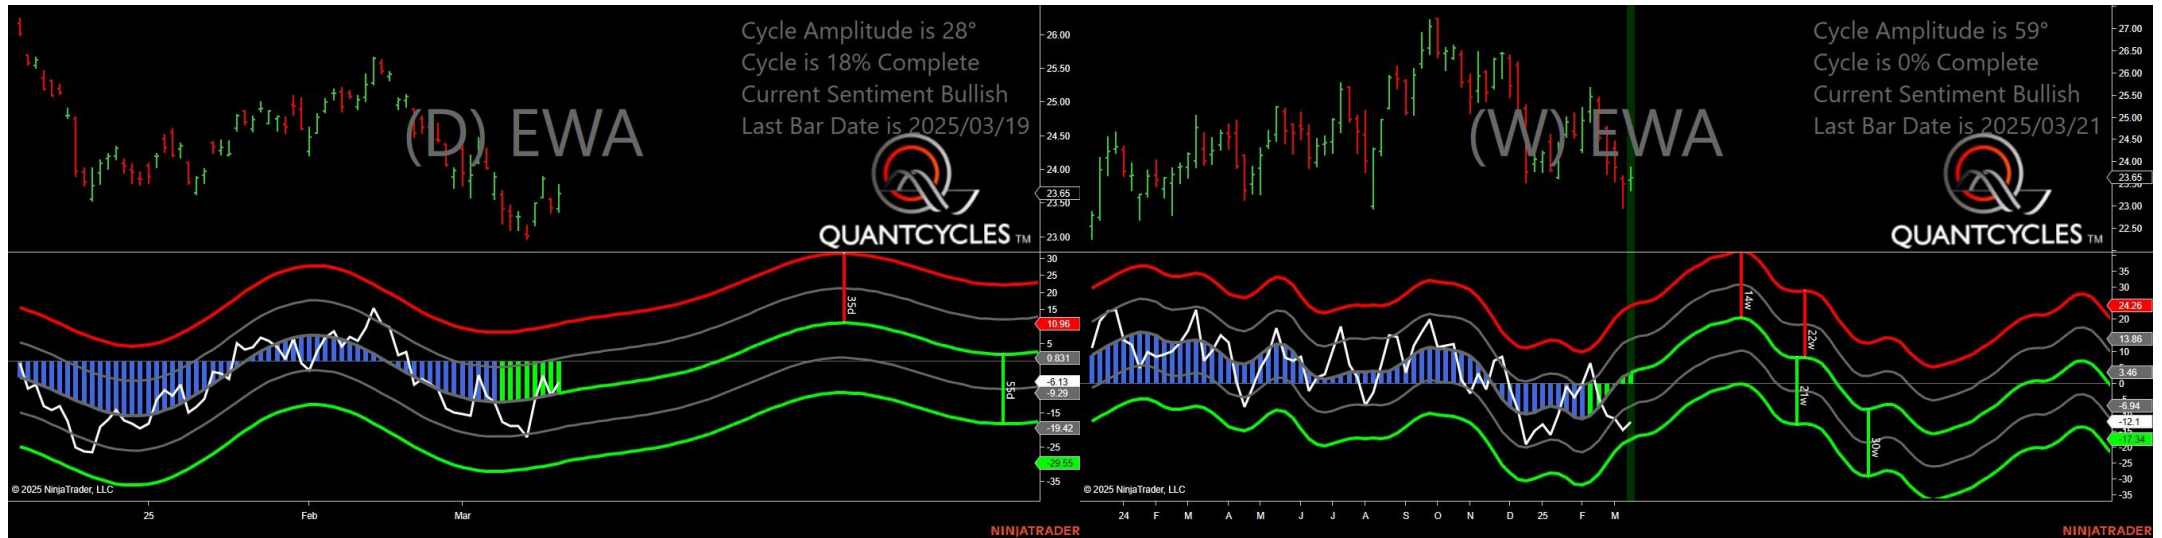 Cycle Amplitude is 28°
Cycle is 18% Complete
Current Sentiment Bullish
Last Bar Date is 2025/03/19
(D) EWA
QUANTCYCLES TM
26.00
25.50
25.00
24.50
24.00
23.65
23.50
23.00
30
25
20
15
10.96
5
0.831
-6.13
-9.29
-15
-19.42
-25
-29.55
-35
35d
55d
© 2025 NinjaTrader, LLC
25 Feb Mar
NINJATRADER
Cycle Amplitude is 59°
Cycle is 0% Complete
Current Sentiment Bullish
Last Bar Date is 2025/03/21
(W) EWA
QUANTCYCLES TM
27.00
26.50
26.00
25.50
25.00
24.50
24.00
23.65
23.50
23.00
22.50
35
30
24.26
20
13.86
10
3.46
0
-6.94
-12.1
-17.34
-25
-30
-35
14w
22w
21w
30w
© 2025 NinjaTrader, LLC
24 F M A M J J A S O N D 25 F M
NINJATRADER